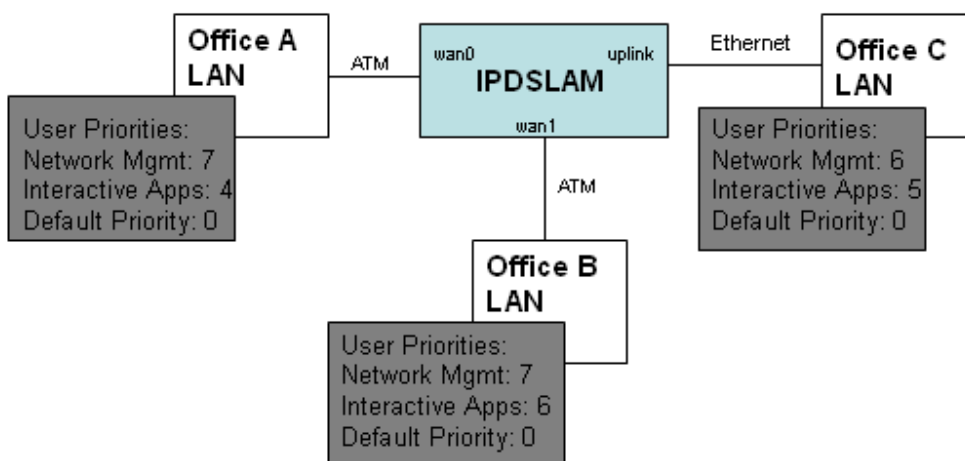 Office A
LAN
User Priorities:
Network Mgmt: 7
Interactive Apps: 4
Default Priority: 0
ATM
wan0
uplink
IPDSLAM
wan1
Ethernet
Office C
LAN
User Priorities:
Network Mgmt: 6
Interactive Apps: 5
Default Priority: 0
ATM
Office B
LAN
User Priorities:
Network Mgmt: 7
Interactive Apps: 6
Default Priority: 0